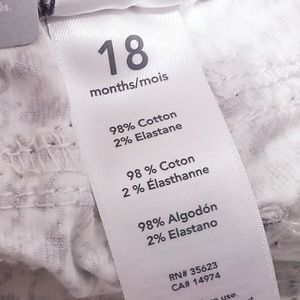 18
months/mois
98% Cotton
2% Elastane
98 % Coton
2 % Élasthanne
98% Algodón
2% Elastano
RN# 35623
CA# 14974
use.